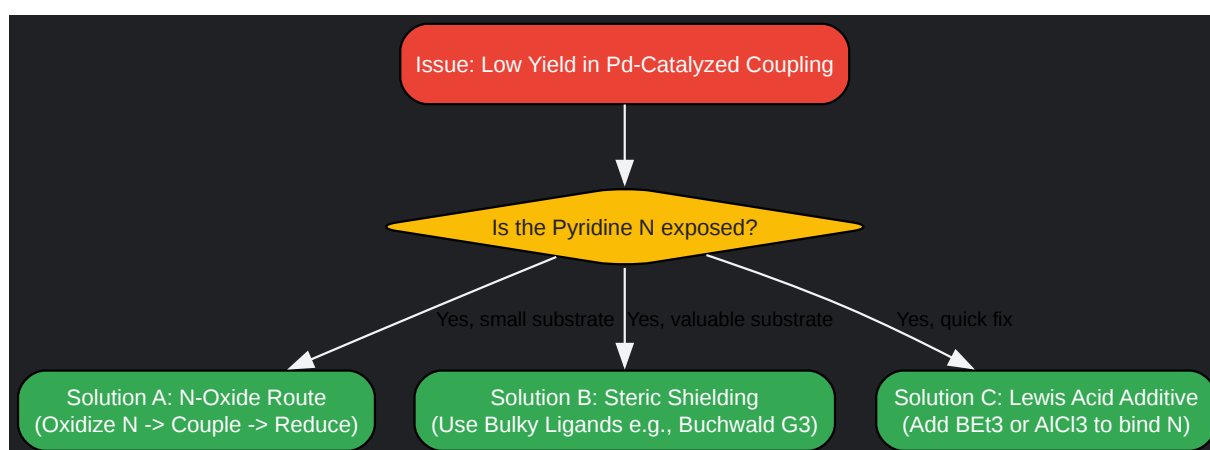 Issue: Low Yield in Pd-Catalyzed Coupling
Is the Pyridine N exposed?
Yes, small substrate
Yes, valuable substrate
Yes, quick fix
Solution A: N-Oxide Route
(Oxidize N -> Couple -> Reduce)
Solution B: Steric Shielding
(Use Bulky Ligands e.g., Buchwald G3)
Solution C: Lewis Acid Additive
(Add BEt3 or AlCl3 to bind N)